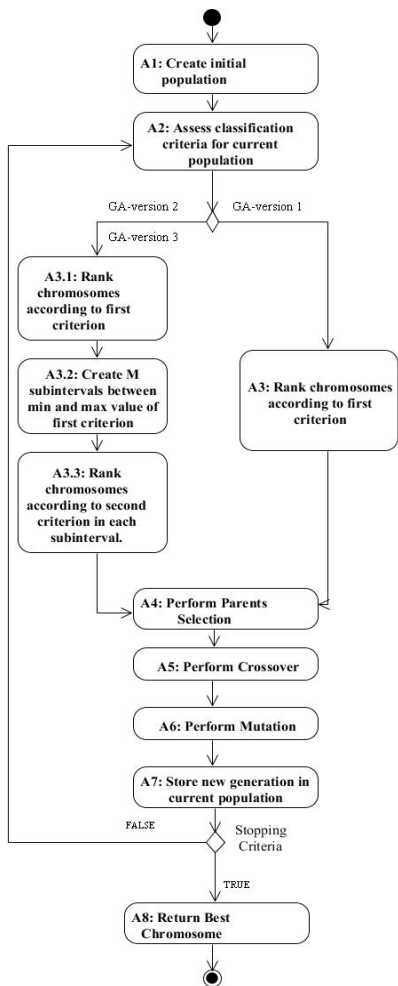 A1: Create initial
population
A2: Assess classification
criteria for current
population
GA-version 2
GA-version 1
GA-version 3
A3.1: Rank
chromosomes
according to first
criterion
A3.2: Create M
subintervals between
min and max value of
first criterion
A3.3: Rank
chromosomes
according to second
criterion in each
subinterval.
A3: Rank chromosomes
according to first
criterion
A4: Perform Parents
Selection
A5: Perform Crossover
A6: Perform Mutation
A7: Store new generation in
current population
FALSE
Stopping
Criteria
TRUE
A8: Return Best
Chromosome